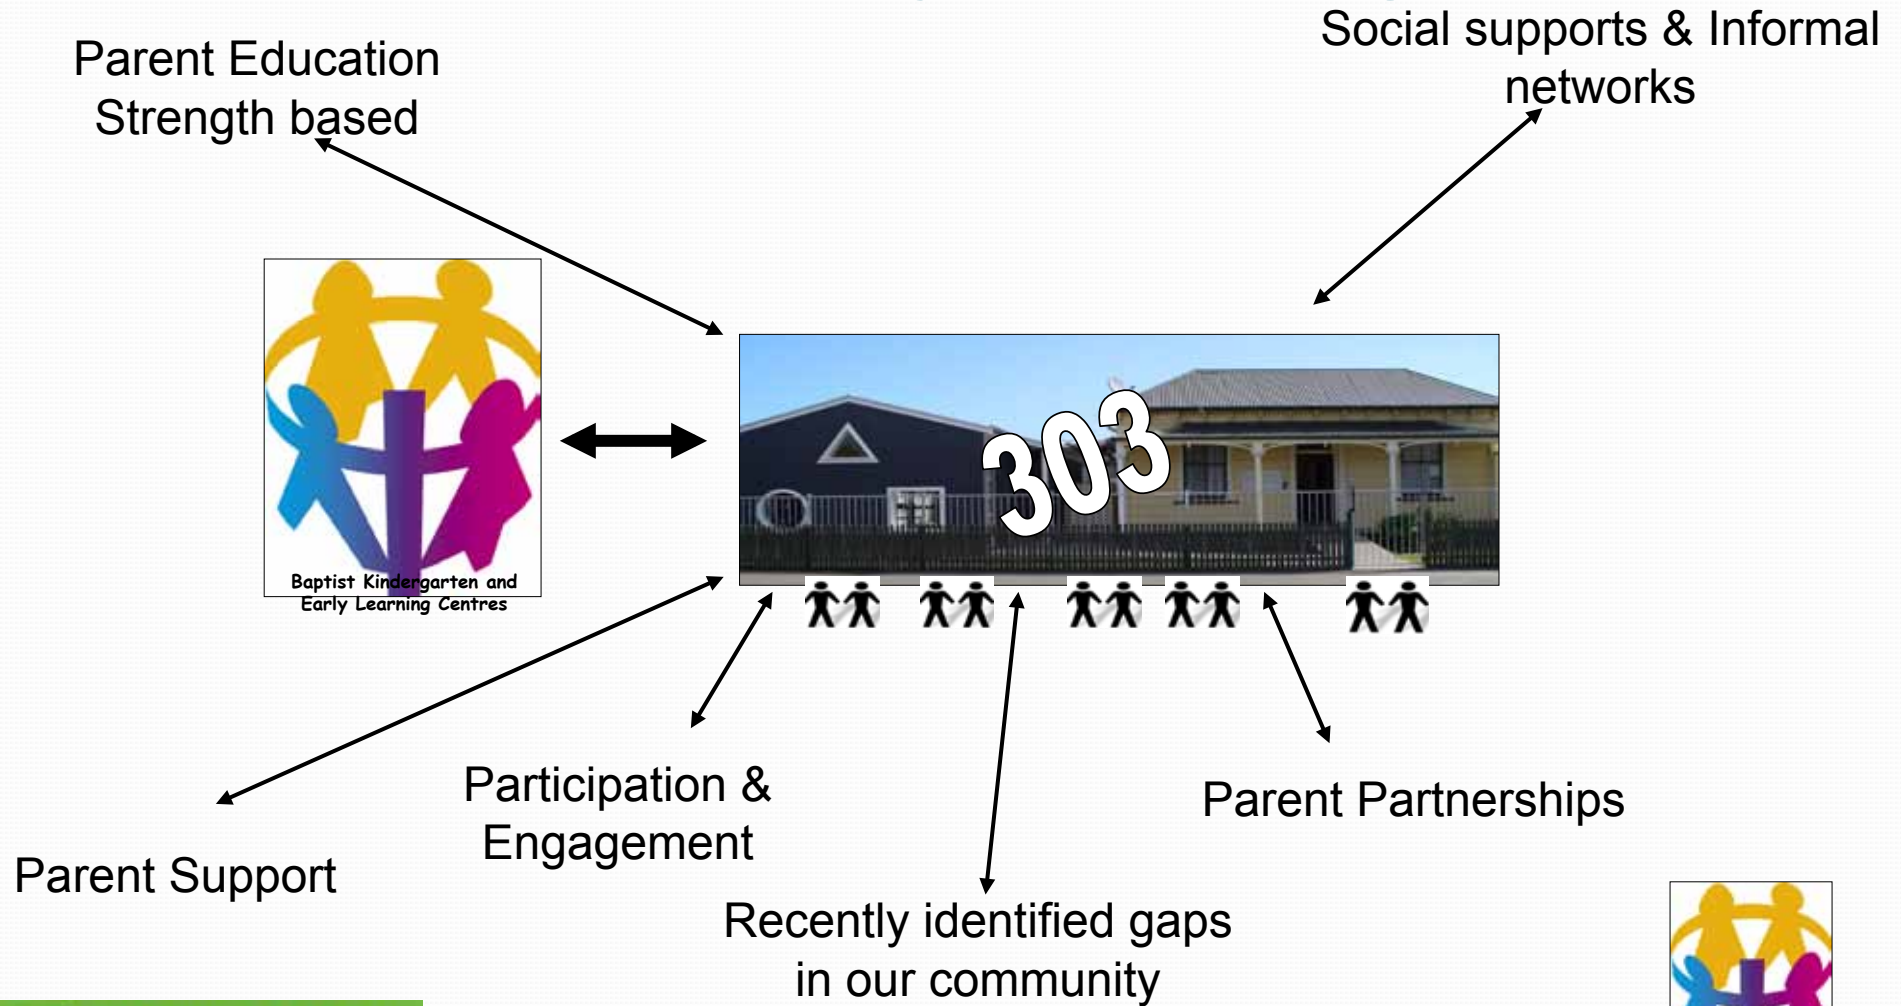 Social supports & Informal
networks
Parent Education
Strength based
303
Baptist Kindergarten and
Early Learning Centres
Participation &
Engagement
Parent Partnerships
Parent Support
Recently identified gaps
in our community